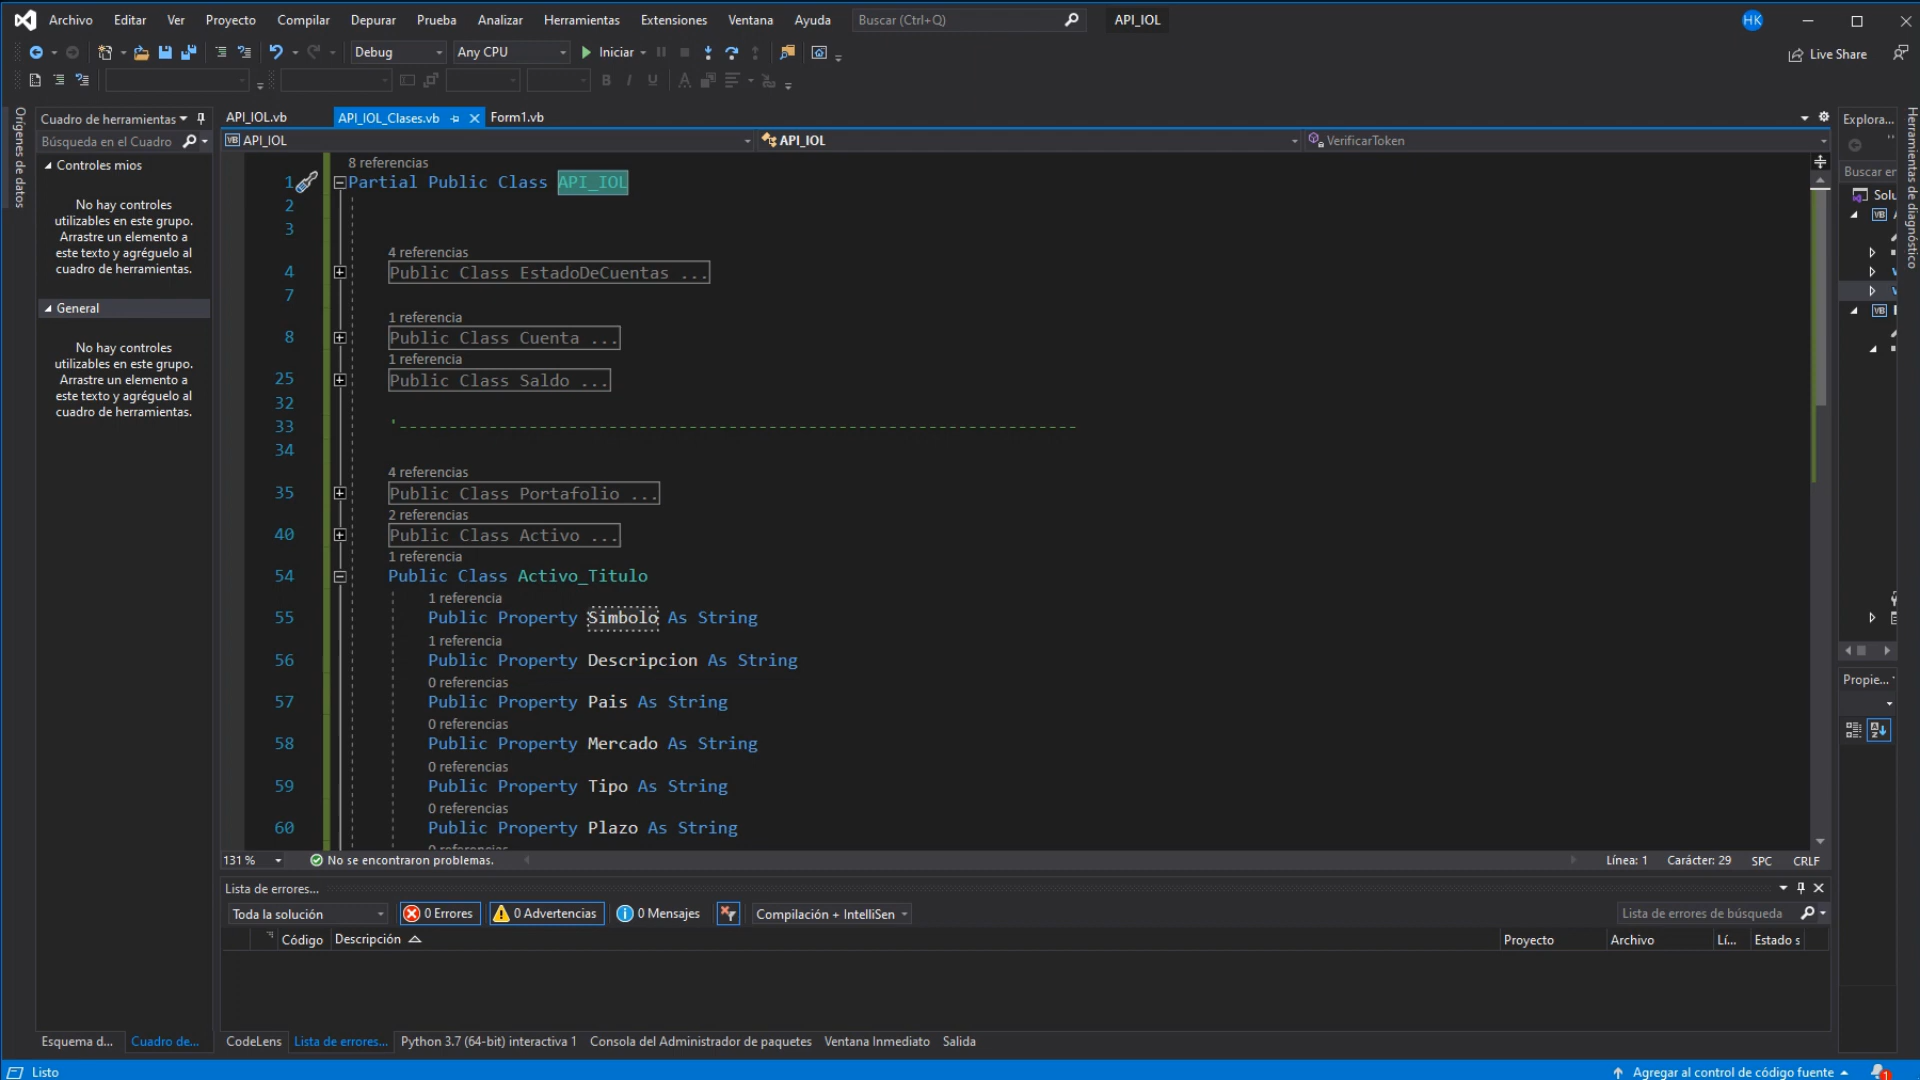 Archivo Editar Ver Proyecto Compilar Depurar Prueba Analizar Herramientas Extensiones Ventana Ayuda Buscar (Ctrl+Q) API_IOL HK
Debug Any CPU Iniciar Live Share
Orígenes de datos
Cuadro de herramientas
Búsqueda en el Cuadro
Controles mios
No hay controles
utilizables en este grupo.
Arrastre un elemento a
este texto y agréguelo al
cuadro de herramientas.
General
No hay controles
utilizables en este grupo.
Arrastre un elemento a
este texto y agréguelo al
cuadro de herramientas.
API_IOL.vb API_IOL_Clases.vb Form1.vb
VB API_IOL API_IOL VerificarToken
8 referencias
1 Partial Public Class API_IOL
2
3
4 referencias
4 Public Class EstadoDeCuentas ...
7
1 referencia
8 Public Class Cuenta ...
1 referencia
25 Public Class Saldo ...
32
33 '--------------------------------------------------------------------
34
4 referencias
35 Public Class Portafolio ...
2 referencias
40 Public Class Activo ...
1 referencia
54 Public Class Activo_Titulo
1 referencia
55 Public Property Simbolo As String
1 referencia
56 Public Property Descripcion As String
0 referencias
57 Public Property Pais As String
0 referencias
58 Public Property Mercado As String
0 referencias
59 Public Property Tipo As String
0 referencias
60 Public Property Plazo As String
0 referencias
131 % No se encontraron problemas. Línea: 1 Carácter: 29 SPC CRLF
Lista de errores...
Toda la solución 0 Errores 0 Advertencias 0 Mensajes Compilación + IntelliSen Lista de errores de búsqueda
Código Descripción Proyecto Archivo Lí... Estado s
Esquema d... Cuadro de... CodeLens Lista de errores... Python 3.7 (64-bit) interactiva 1 Consola del Administrador de paquetes Ventana Inmediato Salida
Explora...
Buscar en
Solu
VB
VB
Propie...
Herramientas de diagnóstico
Listo Agregar al control de código fuente 1